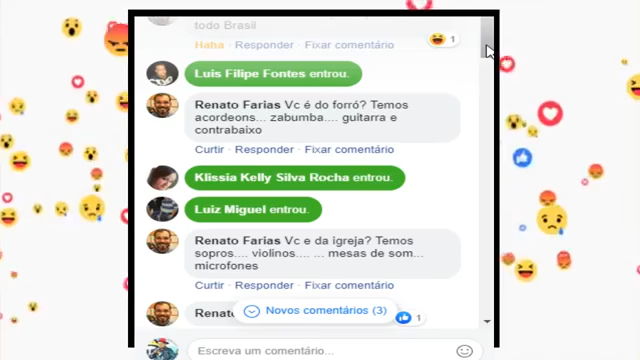 todo Brasil
Haha · Responder · Fixar comentário
1
Luis Filipe Fontes entrou.
Renato Farias Vc é do forró? Temos
acordeons... zabumba.... guitarra e
contrabaixo
Curtir · Responder · Fixar comentário
Klissia Kelly Silva Rocha entrou.
Luiz Miguel entrou.
Renato Farias Vc e da igreja? Temos
sopros.... violinos.... ... mesas de som...
microfones
Curtir · Responder · Fixar comentário
Novos comentários (3)
1
Escreva um comentário...